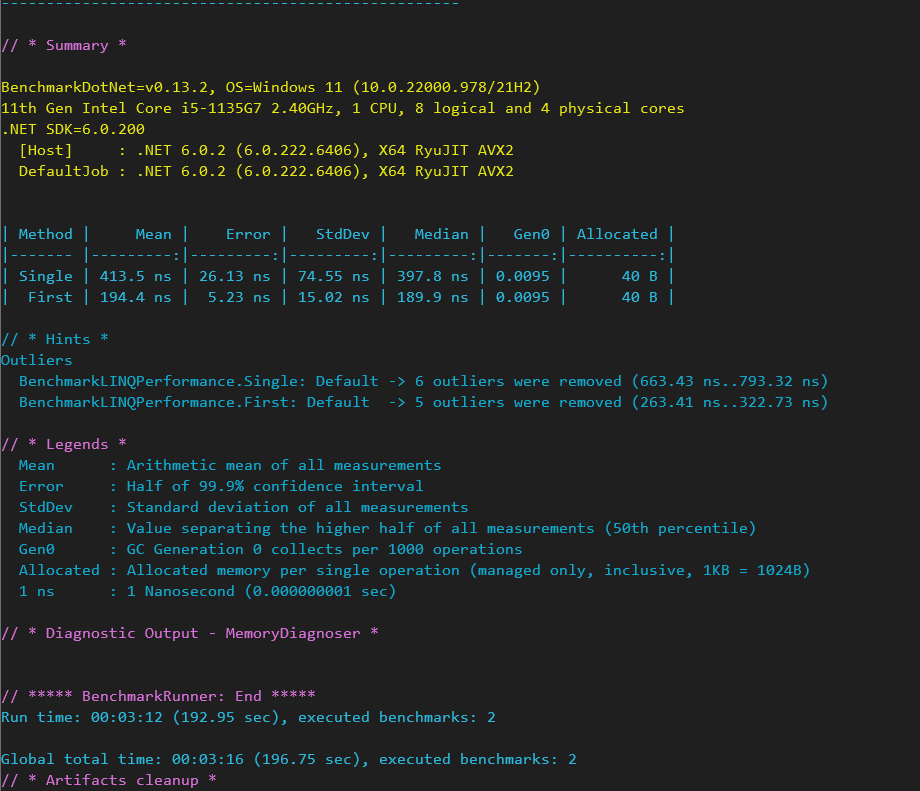 ---------------------------------------------------
// * Summary *
BenchmarkDotNet=v0.13.2, OS=Windows 11 (10.0.22000.978/21H2)
11th Gen Intel Core i5-1135G7 2.40GHz, 1 CPU, 8 logical and 4 physical cores
.NET SDK=6.0.200
  [Host]     : .NET 6.0.2 (6.0.222.6406), X64 RyuJIT AVX2
  DefaultJob : .NET 6.0.2 (6.0.222.6406), X64 RyuJIT AVX2
| Method |     Mean |    Error |   StdDev |   Median |   Gen0 | Allocated |
|------- |---------:|---------:|---------:|---------:|-------:|----------:|
| Single | 413.5 ns | 26.13 ns | 74.55 ns | 397.8 ns | 0.0095 |      40 B |
|  First | 194.4 ns |  5.23 ns | 15.02 ns | 189.9 ns | 0.0095 |      40 B |
// * Hints *
Outliers
  BenchmarkLINQPerformance.Single: Default -> 6 outliers were removed (663.43 ns..793.32 ns)
  BenchmarkLINQPerformance.First: Default  -> 5 outliers were removed (263.41 ns..322.73 ns)
// * Legends *
  Mean      : Arithmetic mean of all measurements
  Error     : Half of 99.9% confidence interval
  StdDev    : Standard deviation of all measurements
  Median    : Value separating the higher half of all measurements (50th percentile)
  Gen0      : GC Generation 0 collects per 1000 operations
  Allocated : Allocated memory per single operation (managed only, inclusive, 1KB = 1024B)
  1 ns      : 1 Nanosecond (0.000000001 sec)
// * Diagnostic Output - MemoryDiagnoser *
// ***** BenchmarkRunner: End *****
Run time: 00:03:12 (192.95 sec), executed benchmarks: 2
Global total time: 00:03:16 (196.75 sec), executed benchmarks: 2
// * Artifacts cleanup *